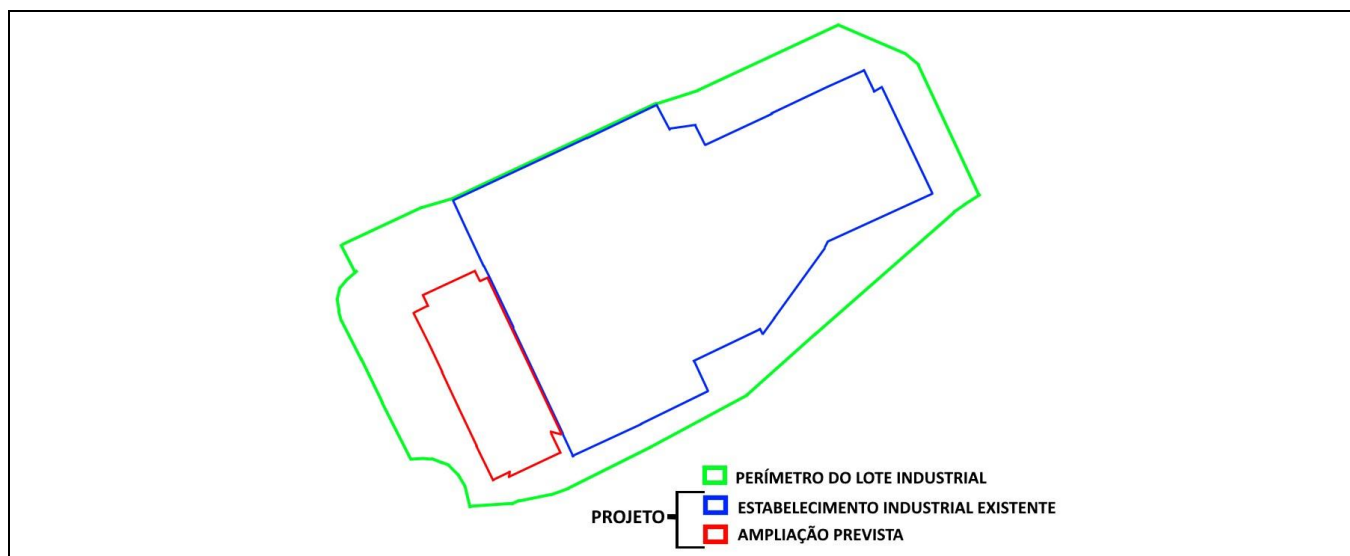 PERÍMETRO DO LOTE INDUSTRIAL
PROJETO
ESTABELECIMENTO INDUSTRIAL EXISTENTE
AMPLIAÇÃO PREVISTA